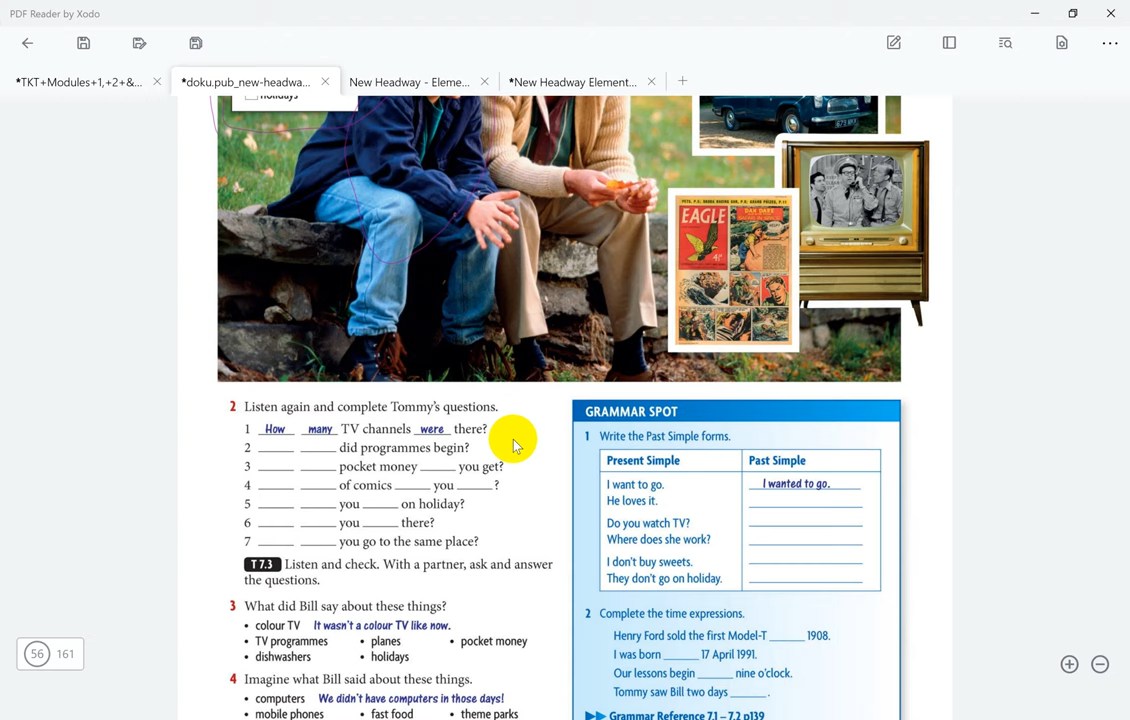 PDF Reader by Xodo
*TKT+Modules+1,+2+&...
*doku.pub_new-headwa...
New Headway - Eleme...
*New Headway Element...
holidays
EAGLE
DAN DARE
2 Listen again and complete Tommy's questions.
1 How many TV channels were there?
2 ______ ______ did programmes begin?
3 ______ ______ pocket money ______ you get?
4 ______ ______ of comics ______ you ______?
5 ______ ______ you ______ on holiday?
6 ______ ______ you ______ there?
7 ______ ______ you go to the same place?
T 7.3 Listen and check. With a partner, ask and answer
the questions.
3 What did Bill say about these things?
• colour TV It wasn't a colour TV like now.
• TV programmes • planes • pocket money
• dishwashers • holidays
4 Imagine what Bill said about these things.
• computers We didn't have computers in those days!
• mobile phones • fast food • theme parks
GRAMMAR SPOT
1 Write the Past Simple forms.
Present Simple Past Simple
I want to go. I wanted to go.
He loves it.
Do you watch TV?
Where does she work?
I don't buy sweets.
They don't go on holiday.
2 Complete the time expressions.
Henry Ford sold the first Model-T ______ 1908.
I was born ______ 17 April 1991.
Our lessons begin ______ nine o'clock.
Tommy saw Bill two days ______.
▶▶ Grammar Reference 7.1 – 7.2 p139
56 161